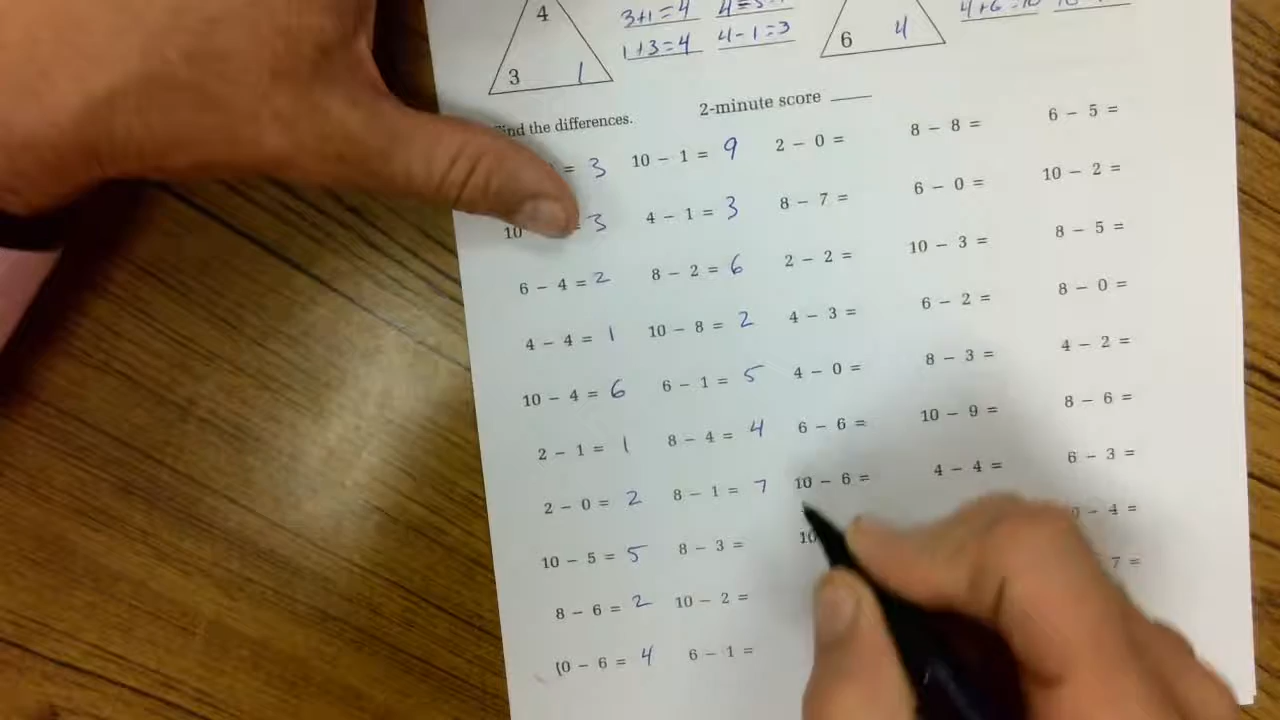 4
3+1=4
3
1
1+3=4
4-1=3
4+6=10
6
4
Find the differences.
2-minute score
= 3
10 − 1 = 9
2 − 0 =
8 − 8 =
6 − 5 =
10
3
4 − 1 = 3
8 − 7 =
6 − 0 =
10 − 2 =
6 − 4 = 2
8 − 2 = 6
2 − 2 =
10 − 3 =
8 − 5 =
4 − 4 = 1
10 − 8 = 2
4 − 3 =
6 − 2 =
8 − 0 =
10 − 4 = 6
6 − 1 = 5
4 − 0 =
8 − 3 =
4 − 2 =
2 − 1 = 1
8 − 4 = 4
6 − 6 =
10 − 9 =
8 − 6 =
2 − 0 = 2
8 − 1 = 7
10 − 6 =
4 − 4 =
6 − 3 =
10 − 5 = 5
8 − 3 =
10
− 4 =
8 − 6 = 2
10 − 2 =
7 =
10 − 6 = 4
6 − 1 =